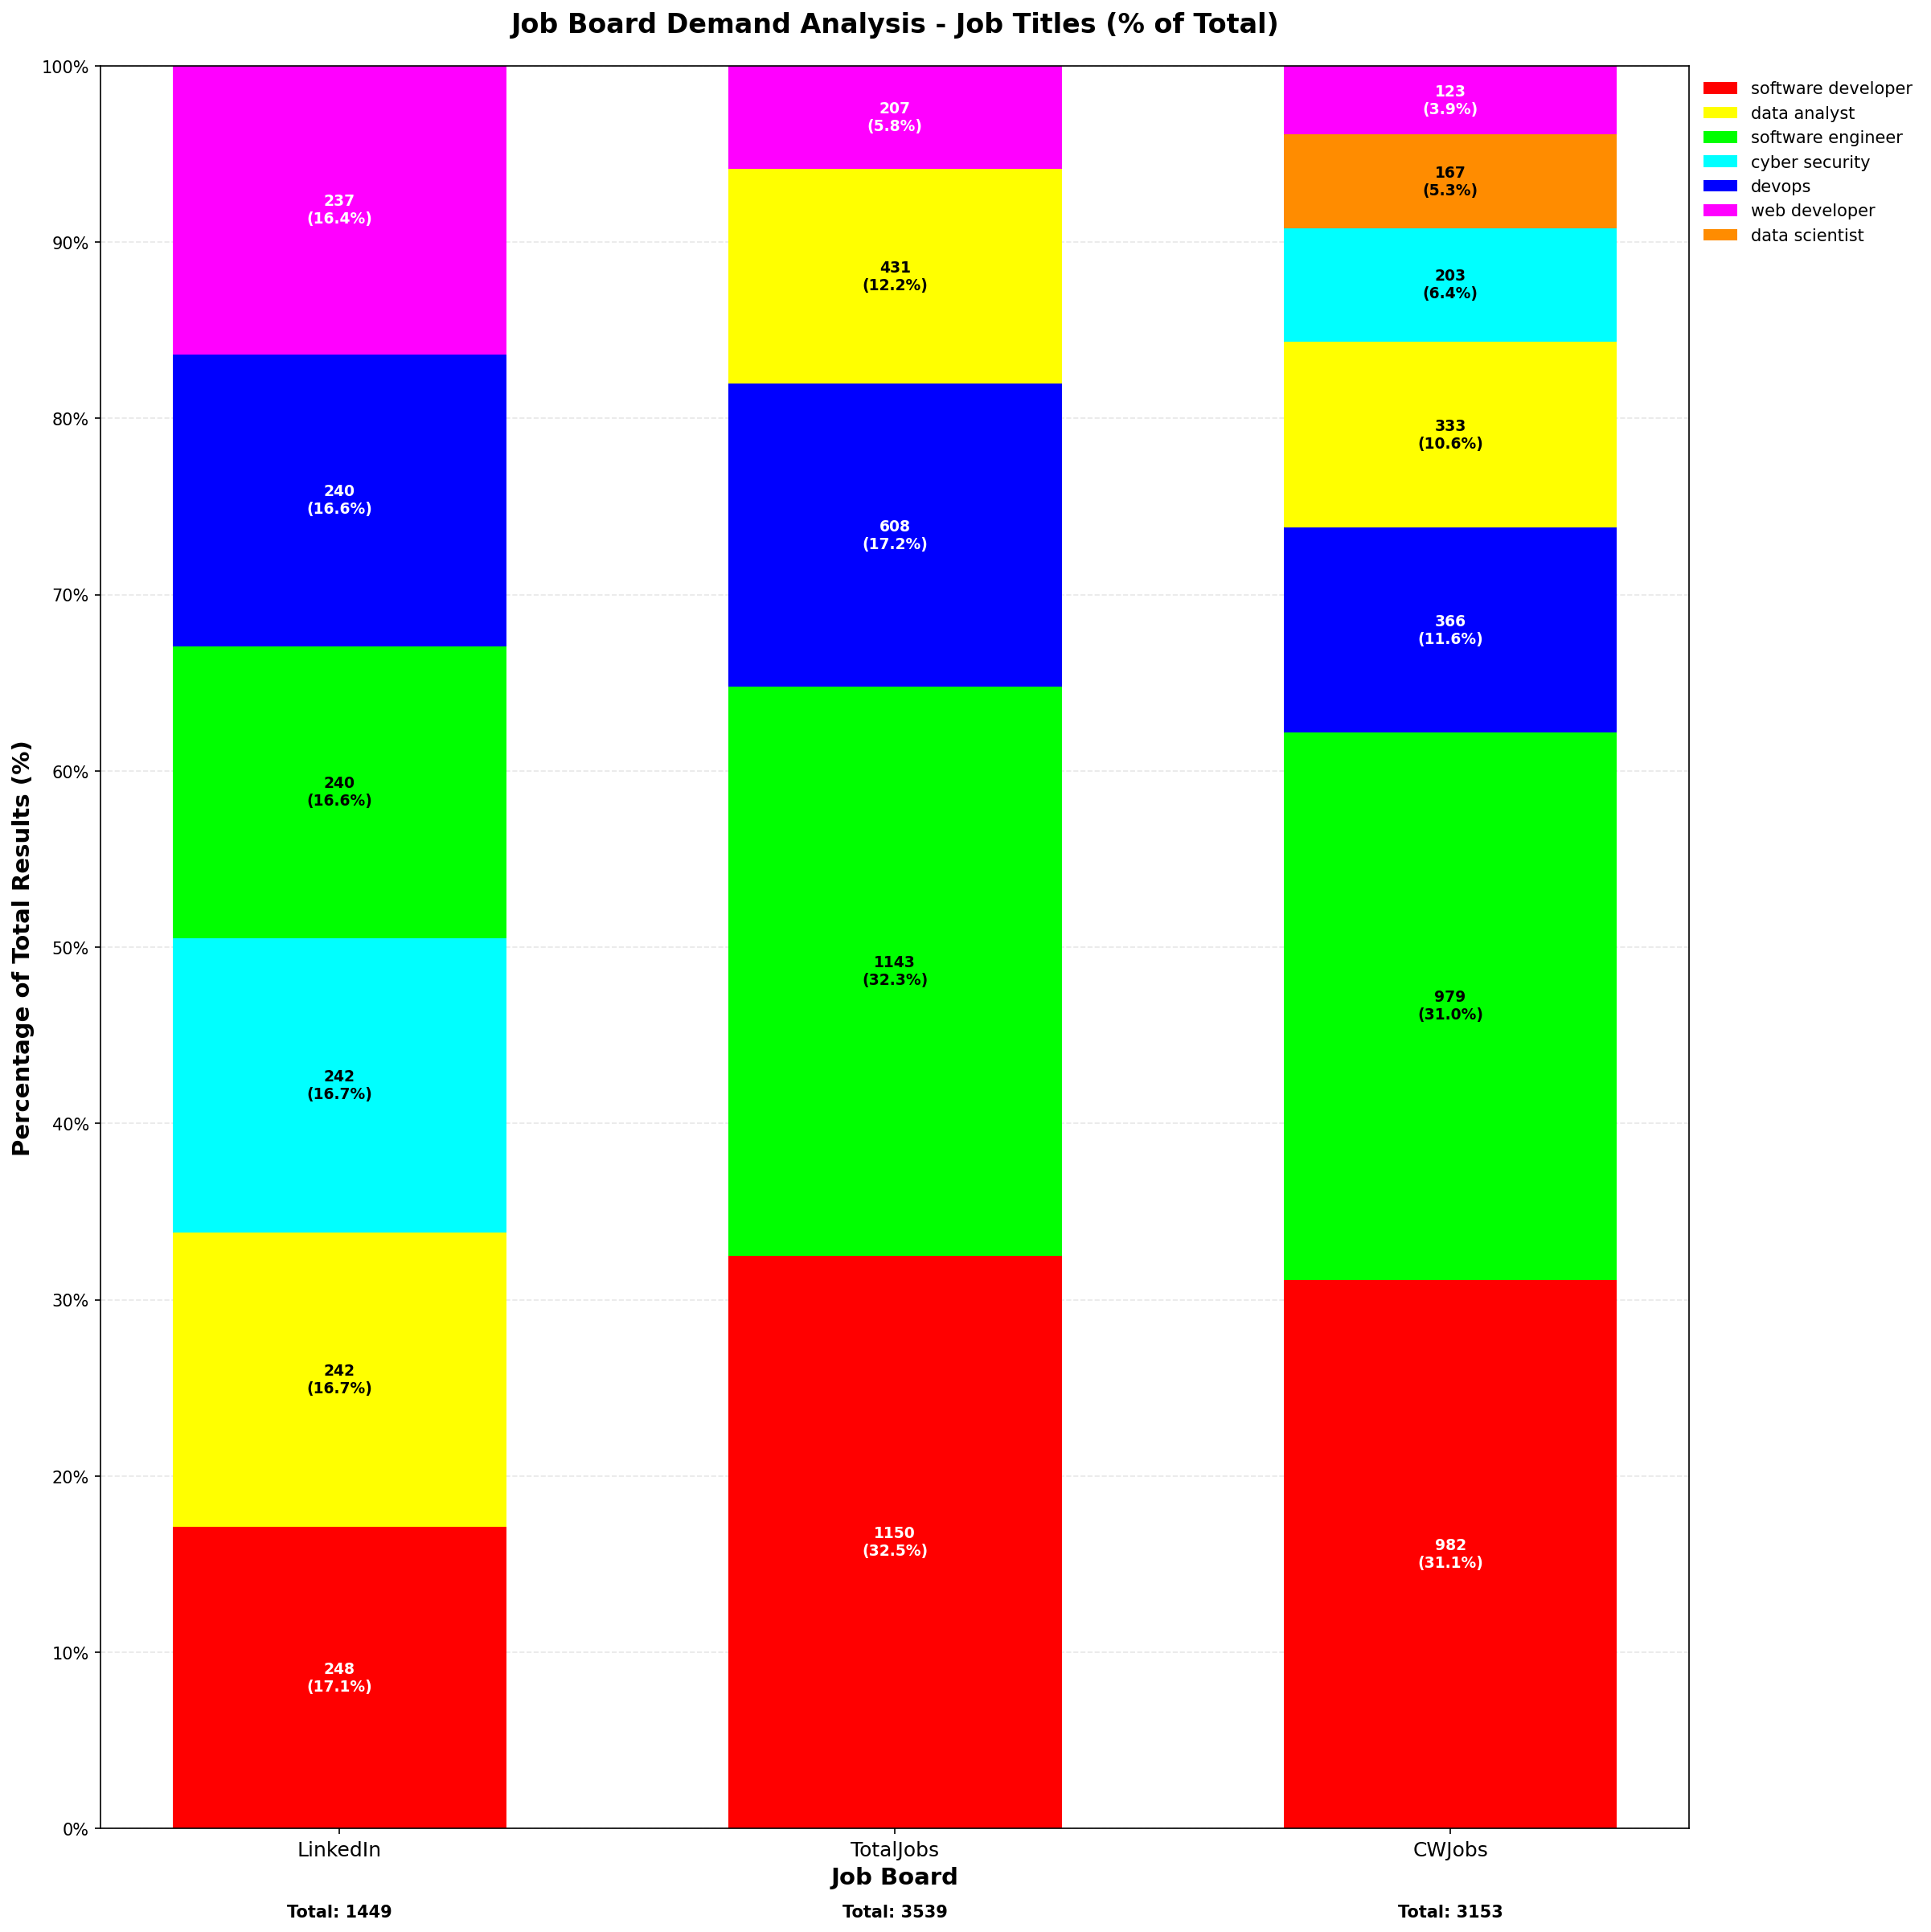 Job Board Demand Analysis - Job Titles (% of Total)
Percentage of Total Results (%)
100%
90%
80%
70%
60%
50%
40%
30%
20%
10%
0%
237
(16.4%)
240
(16.6%)
240
(16.6%)
242
(16.7%)
242
(16.7%)
248
(17.1%)
207
(5.8%)
431
(12.2%)
608
(17.2%)
1143
(32.3%)
1150
(32.5%)
123
(3.9%)
167
(5.3%)
203
(6.4%)
333
(10.6%)
366
(11.6%)
979
(31.0%)
982
(31.1%)
software developer
data analyst
software engineer
cyber security
devops
web developer
data scientist
LinkedIn
TotalJobs
CWJobs
Job Board
Total: 1449
Total: 3539
Total: 3153